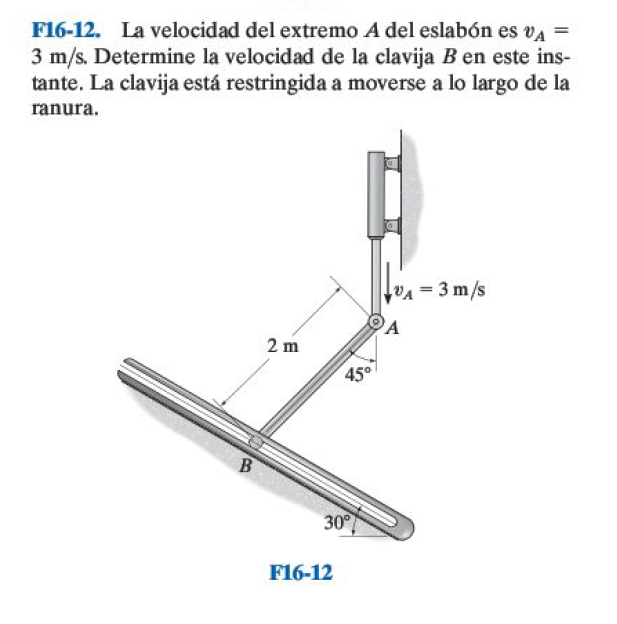 F16-12. La velocidad del extremo A del eslabón es v_A =
3 m/s. Determine la velocidad de la clavija B en este ins-
tante. La clavija está restringida a moverse a lo largo de la
ranura.
v_A = 3 m/s
A
2 m
45°
B
30°
F16-12